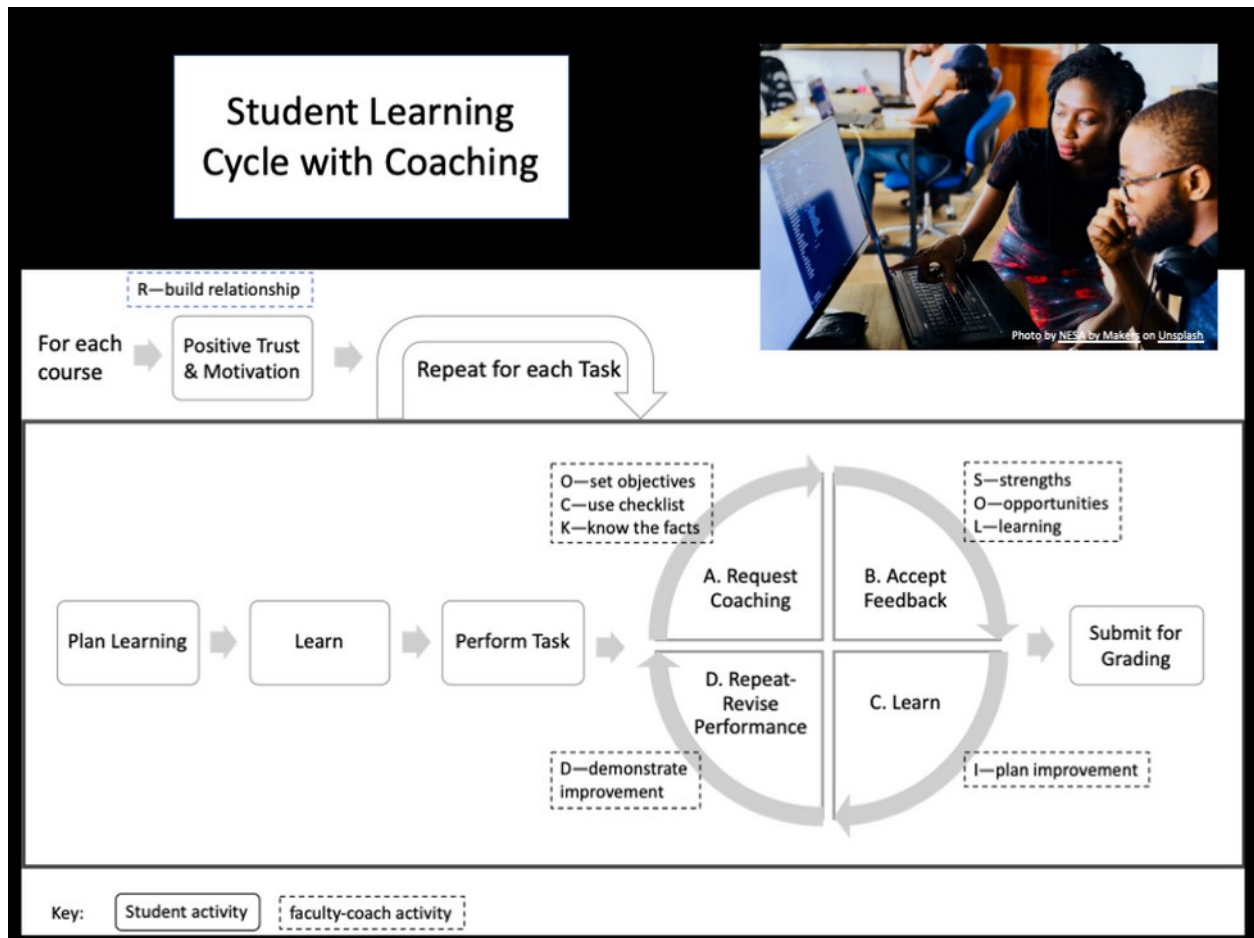 Student Learning
Cycle with Coaching
Photo by NESA by Makers on Unsplash
R—build relationship
For each
course
Positive Trust
& Motivation
Repeat for each Task
O—set objectives
C—use checklist
K—know the facts
S—strengths
O—opportunities
L—learning
A. Request
Coaching
B. Accept
Feedback
Plan Learning
Learn
Perform Task
Submit for
Grading
D. Repeat-
Revise
Performance
C. Learn
D—demonstrate
improvement
I—plan improvement
Key:
Student activity
faculty-coach activity